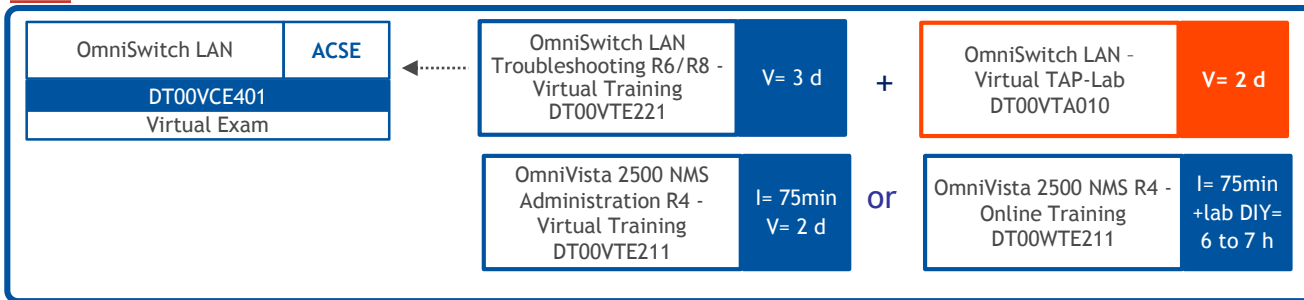 OmniSwitch LAN
ACSE
DT00VCE401
Virtual Exam
OmniSwitch LAN
Troubleshooting R6/R8 -
Virtual Training
DT00VTE221
V= 3 d
+
OmniSwitch LAN –
Virtual TAP-Lab
DT00VTA010
V= 2 d
OmniVista 2500 NMS
Administration R4 -
Virtual Training
DT00VTE211
I= 75min
V= 2 d
or
OmniVista 2500 NMS R4 -
Online Training
DT00WTE211
I= 75min
+lab DIY=
6 to 7 h